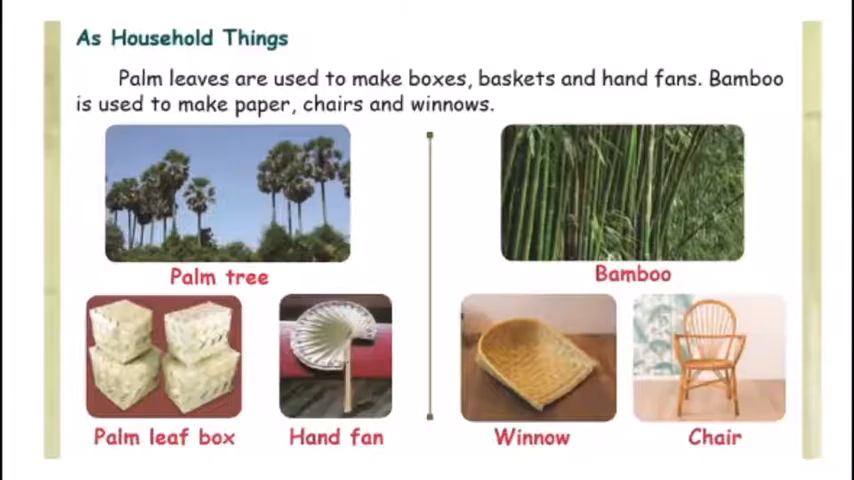 As Household Things
Palm leaves are used to make boxes, baskets and hand fans. Bamboo
is used to make paper, chairs and winnows.
Palm tree
Bamboo
Palm leaf box
Hand fan
Winnow
Chair